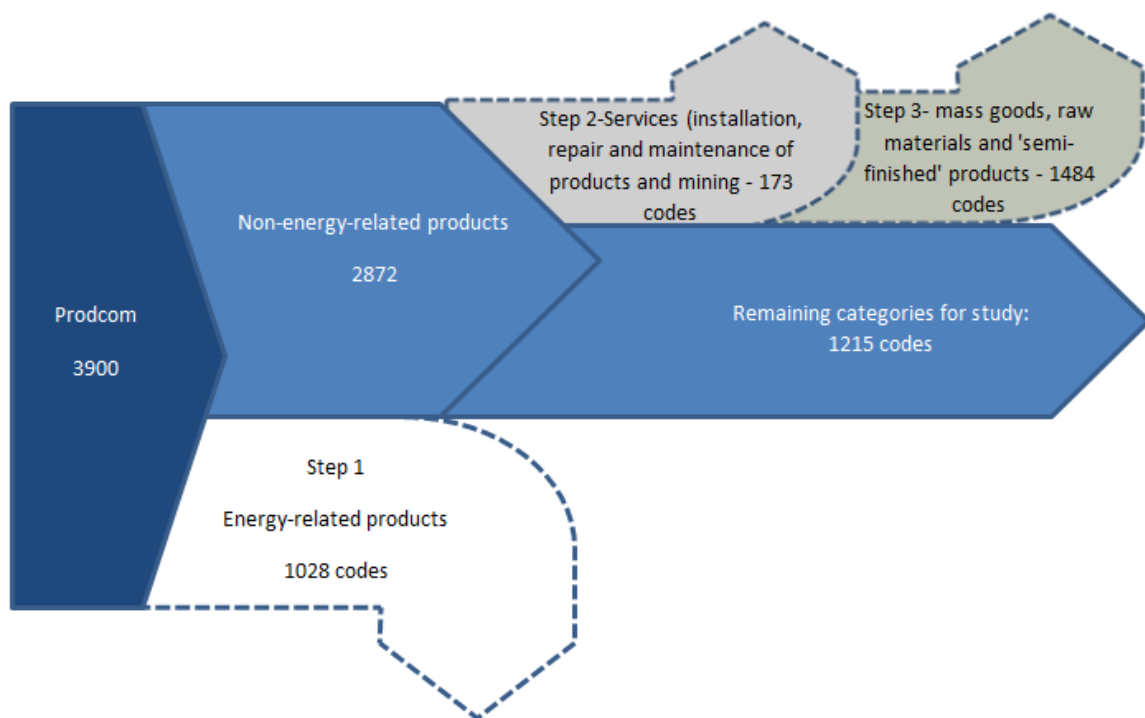 Prodcom
3900
Non-energy-related products
2872
Step 1
Energy-related products
1028 codes
Step 2-Services (installation,
repair and maintenance of
products and mining - 173
codes
Step 3- mass goods, raw
materials and 'semi-
finished' products - 1484
codes
Remaining categories for study:
1215 codes